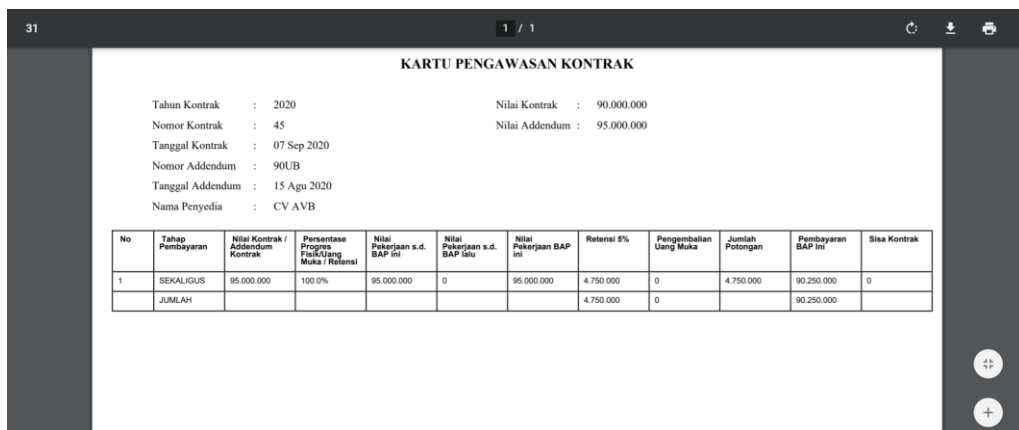 31
1 / 1
KARTU PENGAWASAN KONTRAK
Tahun Kontrak : 2020 Nilai Kontrak : 90.000.000
Nomor Kontrak : 45 Nilai Addendum : 95.000.000
Tanggal Kontrak : 07 Sep 2020
Nomor Addendum : 90UB
Tanggal Addendum : 15 Agu 2020
Nama Penyedia : CV AVB
No Tahap Pembayaran Nilai Kontrak / Addendum Kontrak Persentase Progres Fisik/Uang Muka / Retensi Nilai Pekerjaan s.d. BAP ini Nilai Pekerjaan s.d. BAP lalu Nilai Pekerjaan BAP ini Retensi 5% Pengembalian Uang Muka Jumlah Potongan Pembayaran BAP Ini Sisa Kontrak
1 SEKALIGUS 95.000.000 100.0% 95.000.000 0 95.000.000 4.750.000 0 4.750.000 90.250.000 0
JUMLAH 4.750.000 0 90.250.000